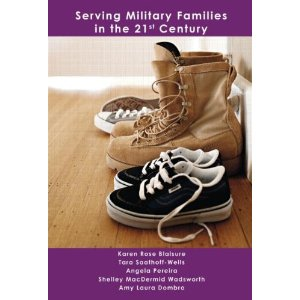 Serving Military Families
in the 21st Century
Karen Rose Blaisure
Tara Saathoff-Wells
Angela Pereira
Shelley MacDermid Wadsworth
Amy Laura Dombro